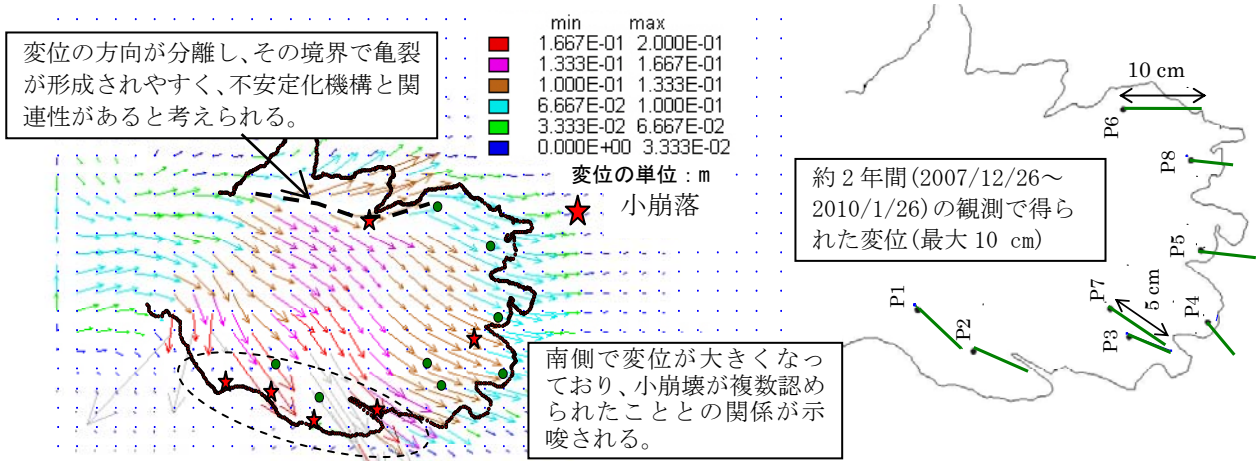 変位の方向が分離し、その境界で亀裂
が形成されやすく、不安定化機構と関
連性があると考えられる。
min max
1.667E-01 2.000E-01
1.333E-01 1.667E-01
1.000E-01 1.333E-01
6.667E-02 1.000E-01
3.333E-02 6.667E-02
0.000E+00 3.333E-02
変位の単位：m
小崩落
南側で変位が大きくなっ
ており、小崩壊が複数認め
られたこととの関係が示
唆される。
10 cm
P6
P8
約 2 年間(2007/12/26～
2010/1/26)の観測で得ら
れた変位(最大 10 cm)
P5
P1
P7
5 cm
P4
P2
P3